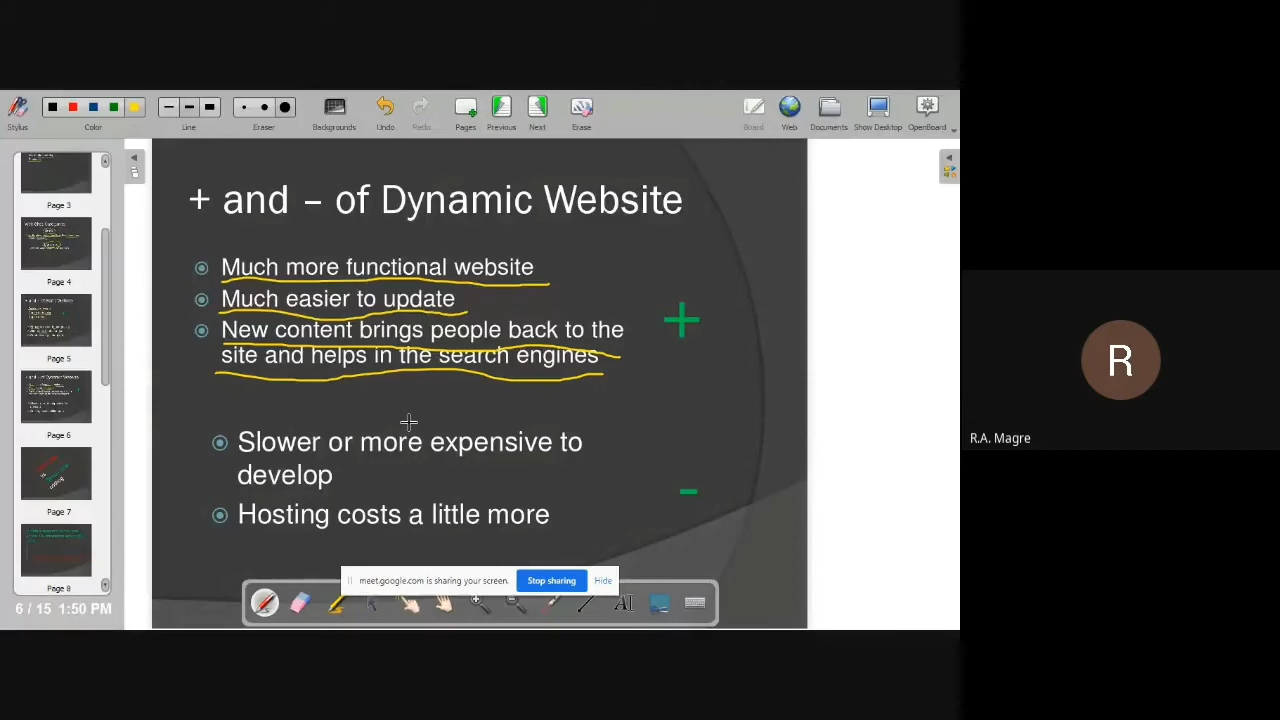 Stylus
Color
Line
Eraser
Backgrounds
Undo
Redo
Pages
Previous
Next
Erase
Board
Web
Documents
Show Desktop
OpenBoard
Page 3
Page 4
Page 5
Page 6
Page 7
Page 8
6 / 15 1:50 PM
+ and – of Dynamic Website
Much more functional website
Much easier to update
New content brings people back to the
site and helps in the search engines
+
Slower or more expensive to
develop
Hosting costs a little more
-
meet.google.com is sharing your screen.
Stop sharing
Hide
AI
R
R.A. Magre